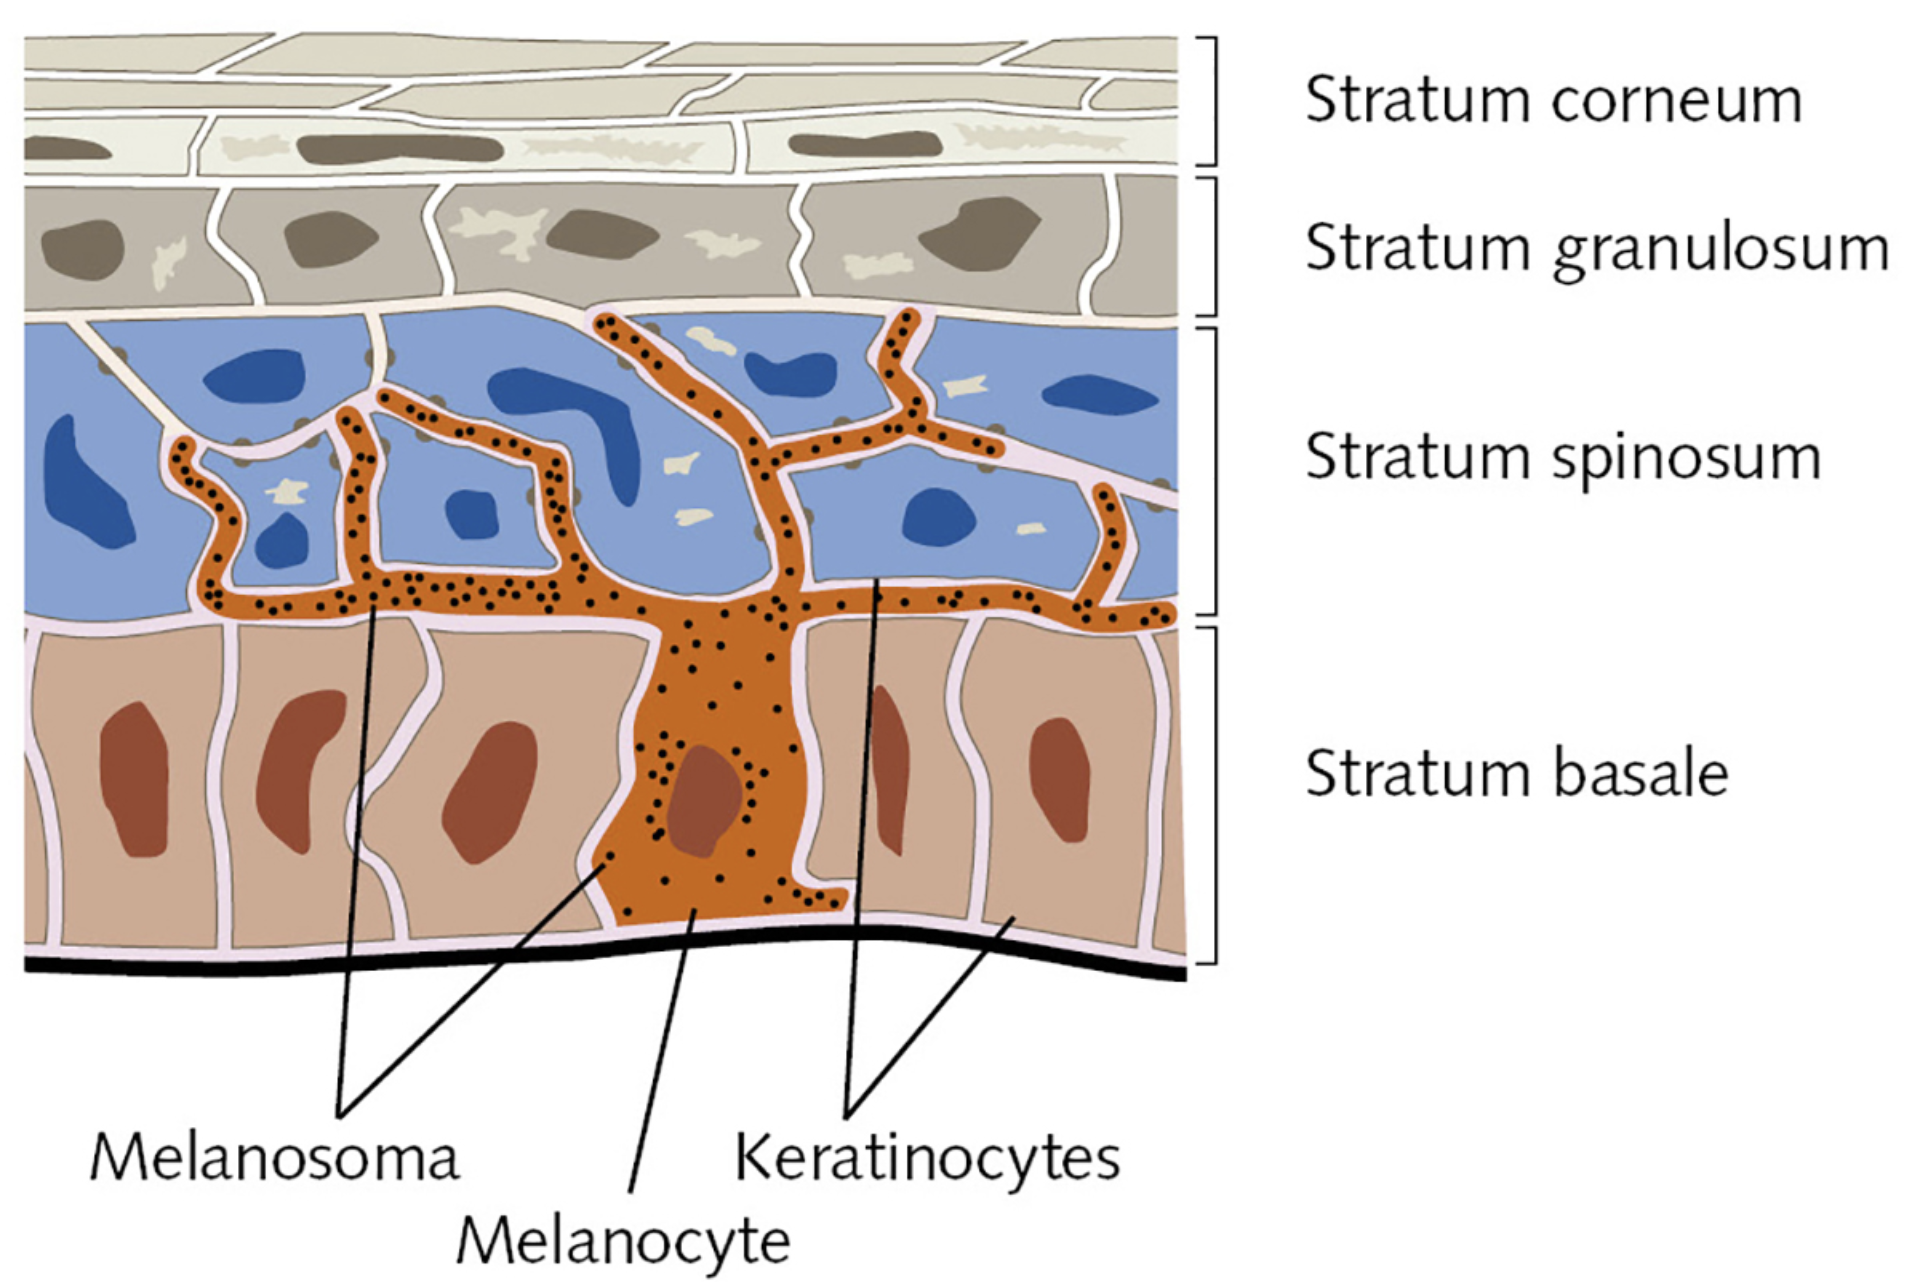 Stratum corneum
Stratum granulosum
Stratum spinosum
Stratum basale
Melanosoma
Keratinocytes
Melanocyte